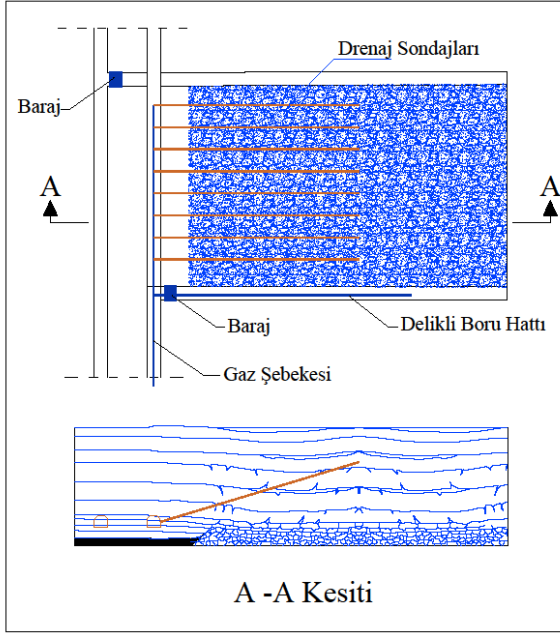 Drenaj Sondajları
Baraj
A
A
Baraj
Delikli Boru Hattı
Gaz Şebekesi
A -A Kesiti